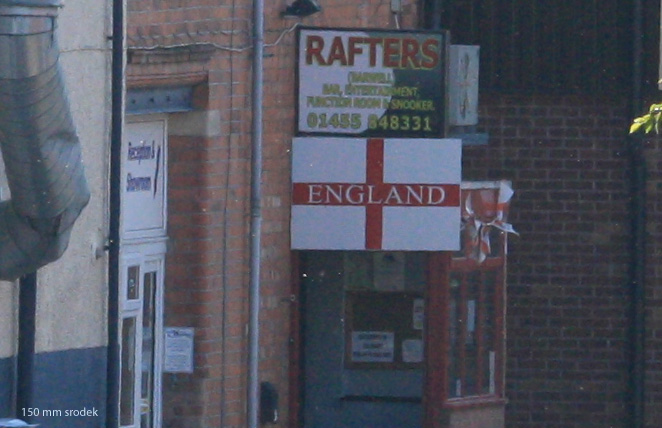 RAFTERS
(BARWELL)
BAR, ENTERTAINMENT,
FUNCTION ROOM & SNOOKER.
01455 848331
ENGLAND
Reception &
Showroom
150 mm srodek